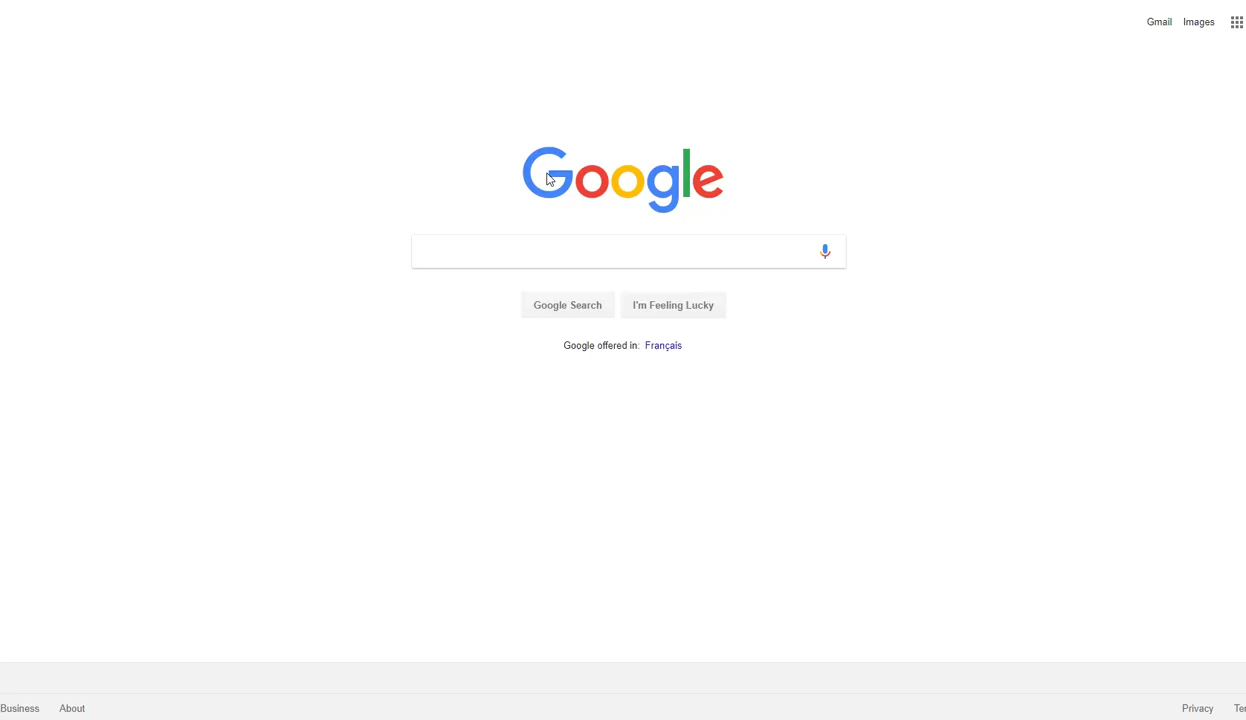 Gmail Images
Google
Google Search I'm Feeling Lucky
Google offered in: Français
Business About Privacy